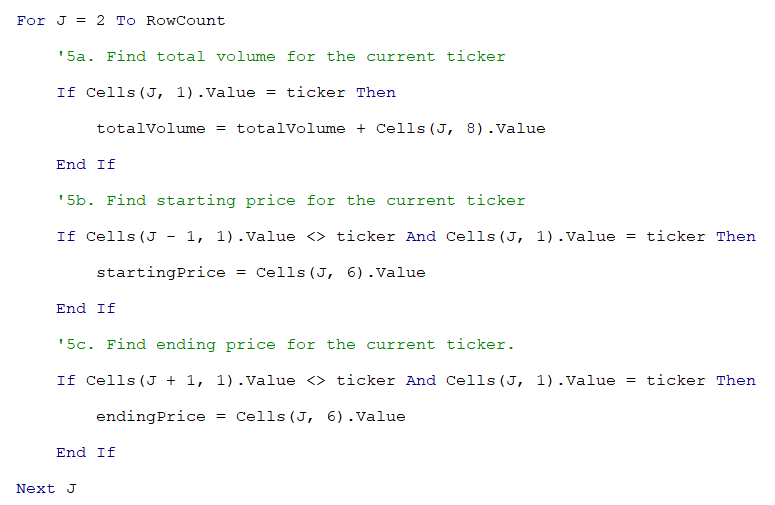 For J = 2 To RowCount
'5a. Find total volume for the current ticker
If Cells(J, 1).Value = ticker Then
totalVolume = totalVolume + Cells(J, 8).Value
End If
'5b. Find starting price for the current ticker
If Cells(J - 1, 1).Value <> ticker And Cells(J, 1).Value = ticker Then
startingPrice = Cells(J, 6).Value
End If
'5c. Find ending price for the current ticker.
If Cells(J + 1, 1).Value <> ticker And Cells(J, 1).Value = ticker Then
endingPrice = Cells(J, 6).Value
End If
Next J